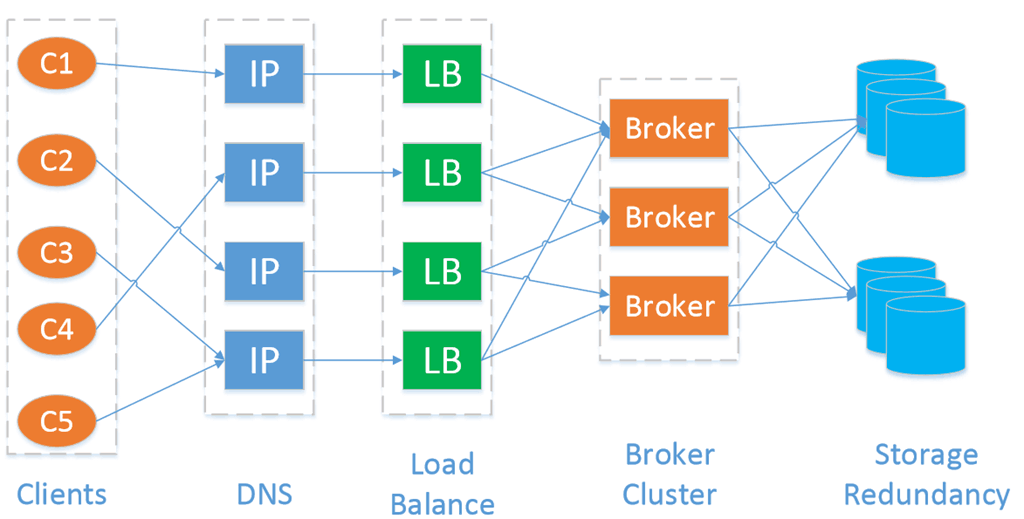 C1
C2
C3
C4
C5
Clients
IP
IP
IP
IP
DNS
LB
LB
LB
LB
Load
Balance
Broker
Broker
Broker
Broker
Cluster
Storage
Redundancy